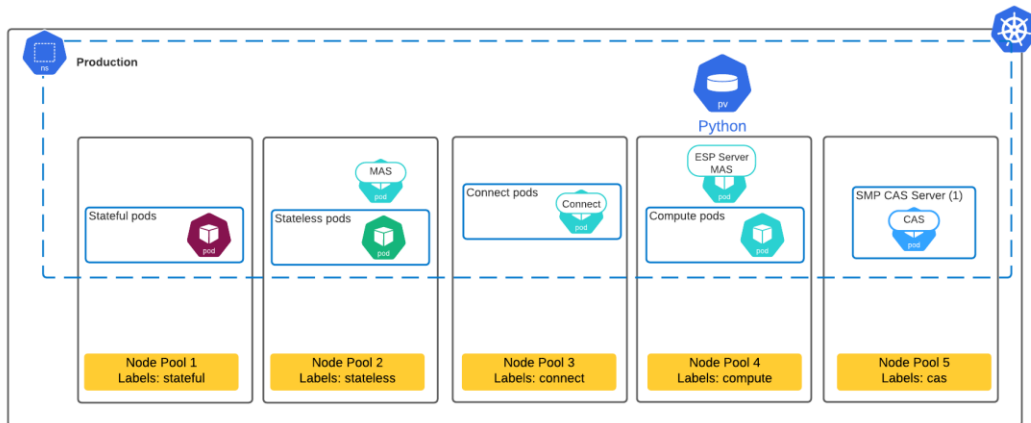 ns
Production
pv
Python
Stateful pods
pod
MAS
pod
Stateless pods
pod
Connect pods
Connect
pod
ESP Server
MAS
pod
Compute pods
pod
SMP CAS Server (1)
CAS
pod
Node Pool 1
Labels: stateful
Node Pool 2
Labels: stateless
Node Pool 3
Labels: connect
Node Pool 4
Labels: compute
Node Pool 5
Labels: cas